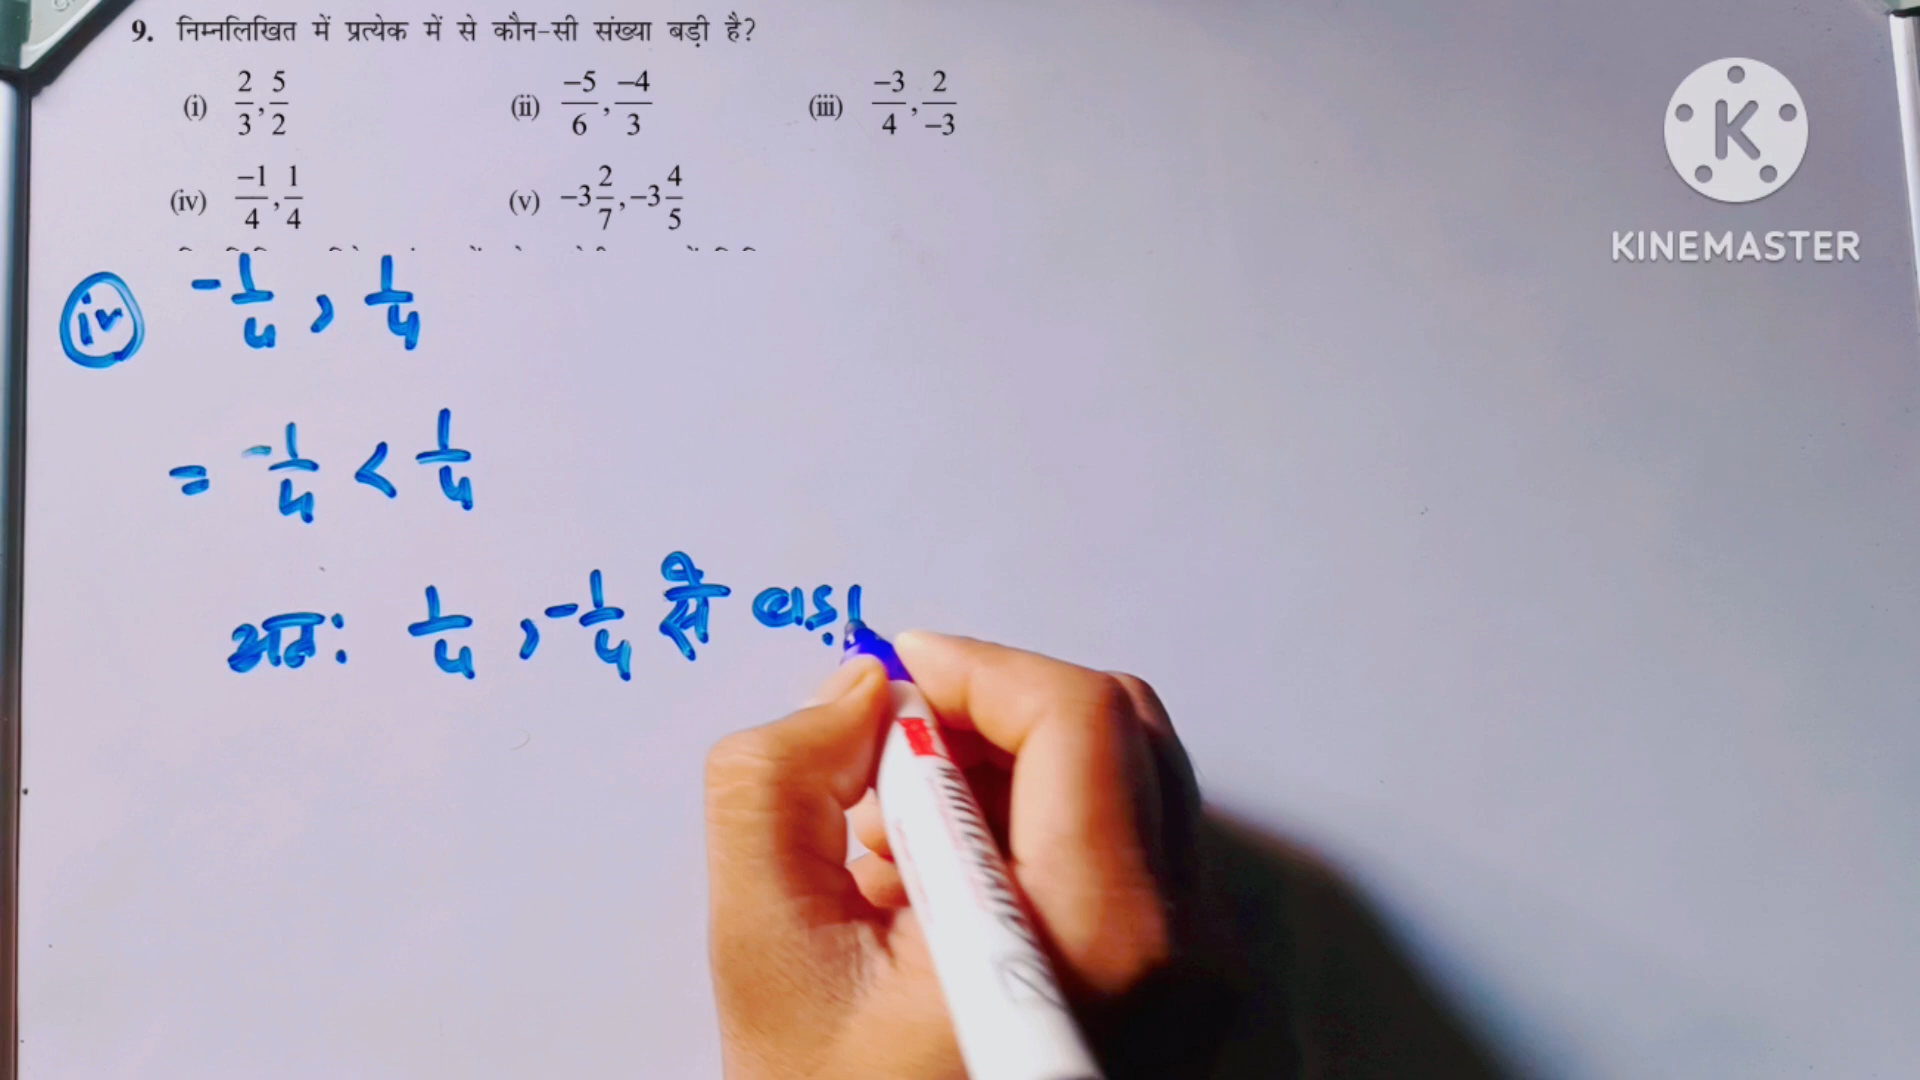 9. निम्नलिखित में प्रत्येक में से कौन-सी संख्या बड़ी है?
(i) 2/3, 5/2 (ii) -5/6, -4/3 (iii) -3/4, 2/-3
(iv) -1/4, 1/4 (v) -3 2/7, -3 4/5
KINEMASTER
iv -1/4, 1/4
= -1/4 < 1/4
अतः 1/4, -1/4 से बड़ा